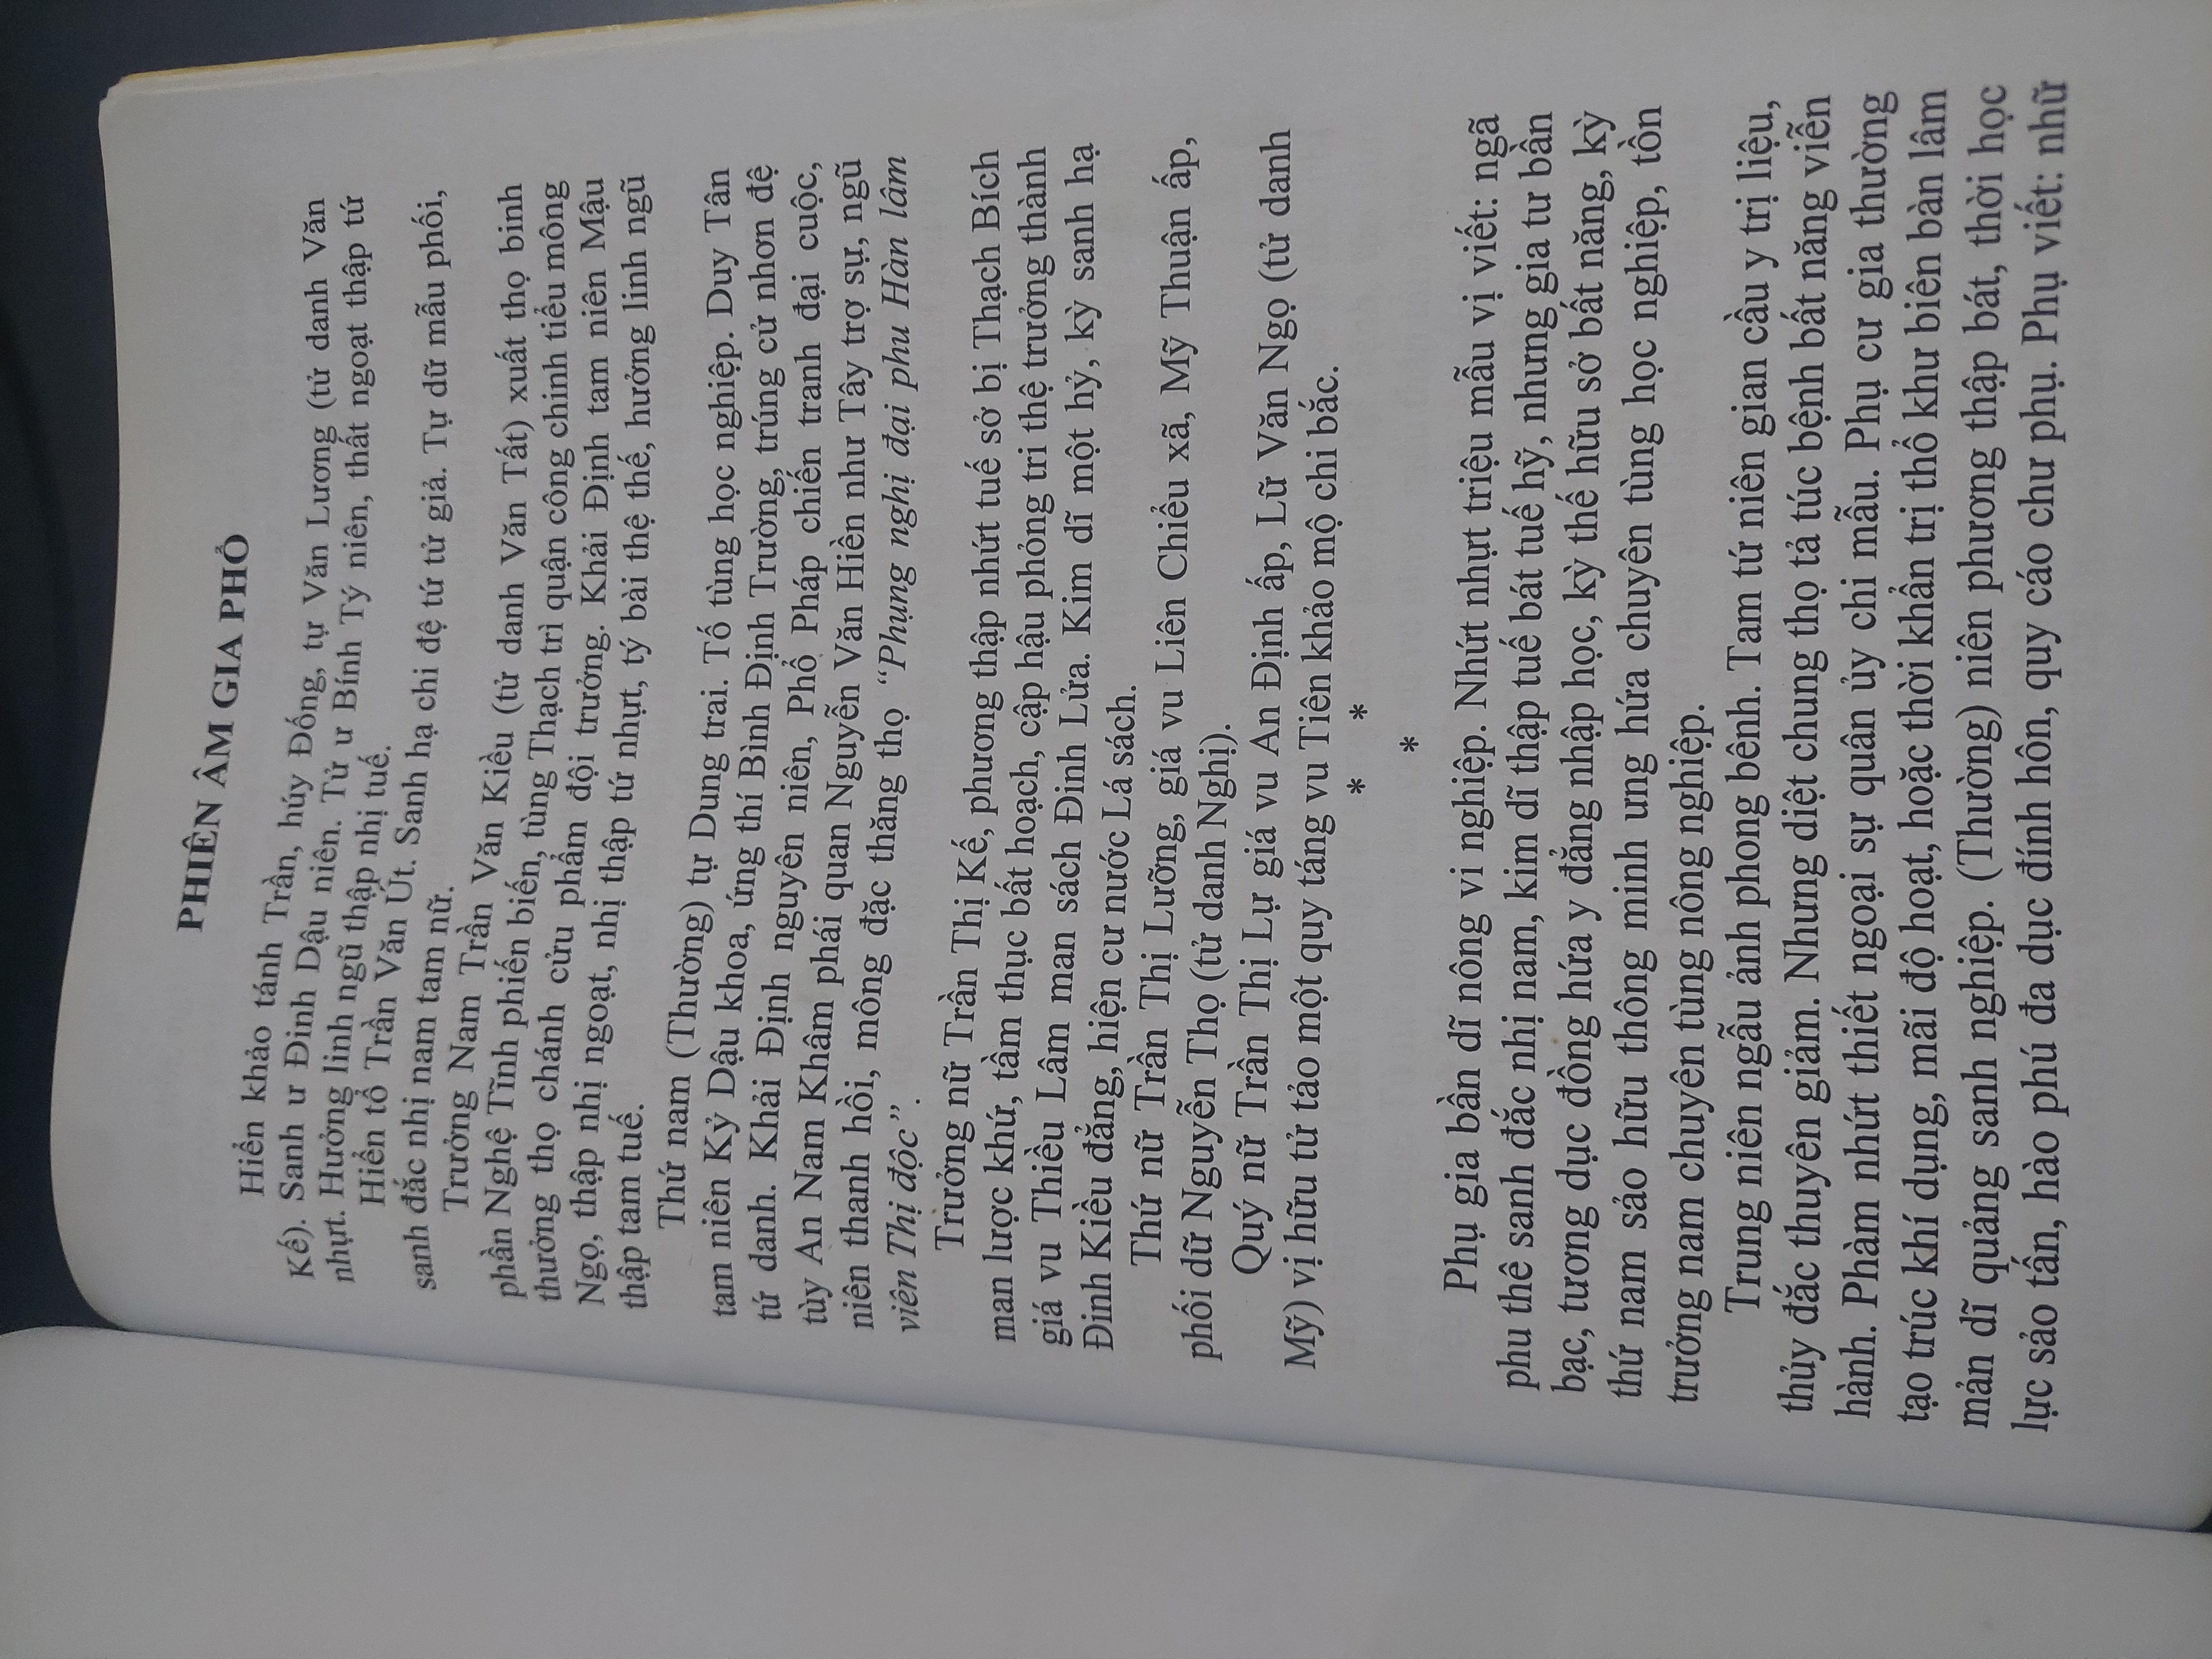 PHIÊN ÂM GIA PHỔ
Hiển khảo tánh Trần, húy Đống, tự Văn Lương (tử danh Văn
Kế). Sanh ư Đinh Dậu niên. Tử ư Bính Tý niên, thất ngoạt thập tứ
nhựt. Hưởng linh ngũ thập nhị tuế.
Hiển tổ Trần Văn Út. Sanh hạ chi đệ tứ tử giả. Tự dữ mẫu phối,
sanh đắc nhị nam tam nữ.
Trưởng Nam Trần Văn Kiều (tử danh Văn Tất) xuất thọ binh
phần Nghệ Tĩnh phiến biến, tùng Thạch trì quận công chinh tiểu mông
thưởng thọ chánh cửu phẩm đội trưởng. Khải Định tam niên Mậu
Ngọ, thập nhị ngoạt, nhị thập tứ nhựt, tý bài thệ thế, hưởng linh ngũ
thập tam tuế.
Thứ nam (Thường) tự Dung trai. Tố tùng học nghiệp. Duy Tân
tam niên Kỷ Dậu khoa, ứng thí Bình Định Trường, trúng cử nhơn đệ
tứ danh. Khải Định nguyên niên, Phổ Pháp chiến tranh đại cuộc,
tùy An Nam Khâm phái quan Nguyễn Văn Hiền như Tây trợ sự, ngũ
niên thanh hồi, mông đặc thăng thọ “Phụng nghị đại phu Hàn lâm
viên Thị độc”.
Trưởng nữ Trần Thị Kế, phương thập nhứt tuế sở bị Thạch Bích
man lược khứ, tầm thục bất hoạch, cập hậu phỏng tri thệ trưởng thành
giá vu Thiều Lâm man sách Đinh Lửa. Kim dĩ một hỷ, kỳ sanh hạ
Đinh Kiều đẳng, hiện cư nước Lá sách.
Thứ nữ Trần Thị Lưỡng, giá vu Liên Chiểu xã, Mỹ Thuận ấp,
phối dữ Nguyễn Thọ (tử danh Nghị).
Quý nữ Trần Thị Lự giá vu An Định ấp, Lữ Văn Ngọ (tử danh
Mỹ) vị hữu tử tảo một quy táng vu Tiên khảo mộ chi bắc.
* *
*
Phụ gia bần dĩ nông vi nghiệp. Nhứt nhựt triệu mẫu vị viết: ngã
phu thê sanh đắc nhị nam, kim dĩ thập tuế bát tuế hỹ, nhưng gia tư bần
bạc, tương dục đồng hứa y đẳng nhập học, kỳ thế hữu sở bất năng, kỳ
thứ nam sảo hữu thông minh ưng hứa chuyên tùng học nghiệp, tồn
trưởng nam chuyên tùng nông nghiệp.
Trung niên ngẫu ảnh phong bênh. Tam tứ niên gian cầu y trị liệu,
thủy đắc thuyên giảm. Nhưng diệt chung thọ tả túc bệnh bất năng viễn
hành. Phàm nhứt thiết ngoại sự quân ủy chi mẫu. Phụ cư gia thường
tạo trúc khí dụng, mãi độ hoạt, hoặc thời khẩn trị thổ khư biên bàn lâm
mản dĩ quảng sanh nghiệp. (Thường) niên phương thập bát, thời học
lực sảo tấn, hào phú đa dục đính hôn, quy cáo chư phụ. Phụ viết: nhữ